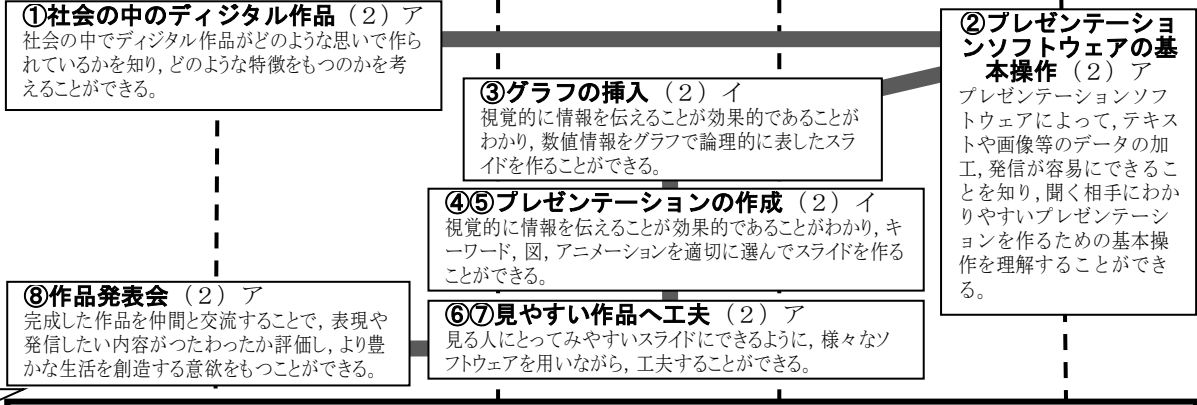 ①社会の中のディジタル作品（２）ア
社会の中でディジタル作品がどのような思いで作ら
れているかを知り，どのような特徴をもつのかを考
えることができる。
②プレゼンテーショ
ンソフトウェアの基
本操作（２）ア
プレゼンテーションソフ
トウェアによって，テキス
トや画像等のデータの加
工，発信が容易にできるこ
とを知り，聞く相手にわか
りやすいプレゼンテーシ
ョンを作るための基本操
作を理解することができ
る。
③グラフの挿入（２）イ
視覚的に情報を伝えることが効果的であることが
わかり，数値情報をグラフで論理的に表したスラ
イドを作ることができる。
④⑤プレゼンテーションの作成（２）イ
視覚的に情報を伝えることが効果的であることがわかり，キ
ーワード，図，アニメーションを適切に選んでスライドを作る
ことができる。
⑥⑦見やすい作品へ工夫（２）ア
見る人にとってみやすいスライドにできるように，様々なソ
フトウェアを用いながら，工夫することができる。
⑧作品発表会（２）ア
完成した作品を仲間と交流することで，表現や
発信したい内容がつたわったか評価し，より豊
かな生活を創造する意欲をもつことができる。